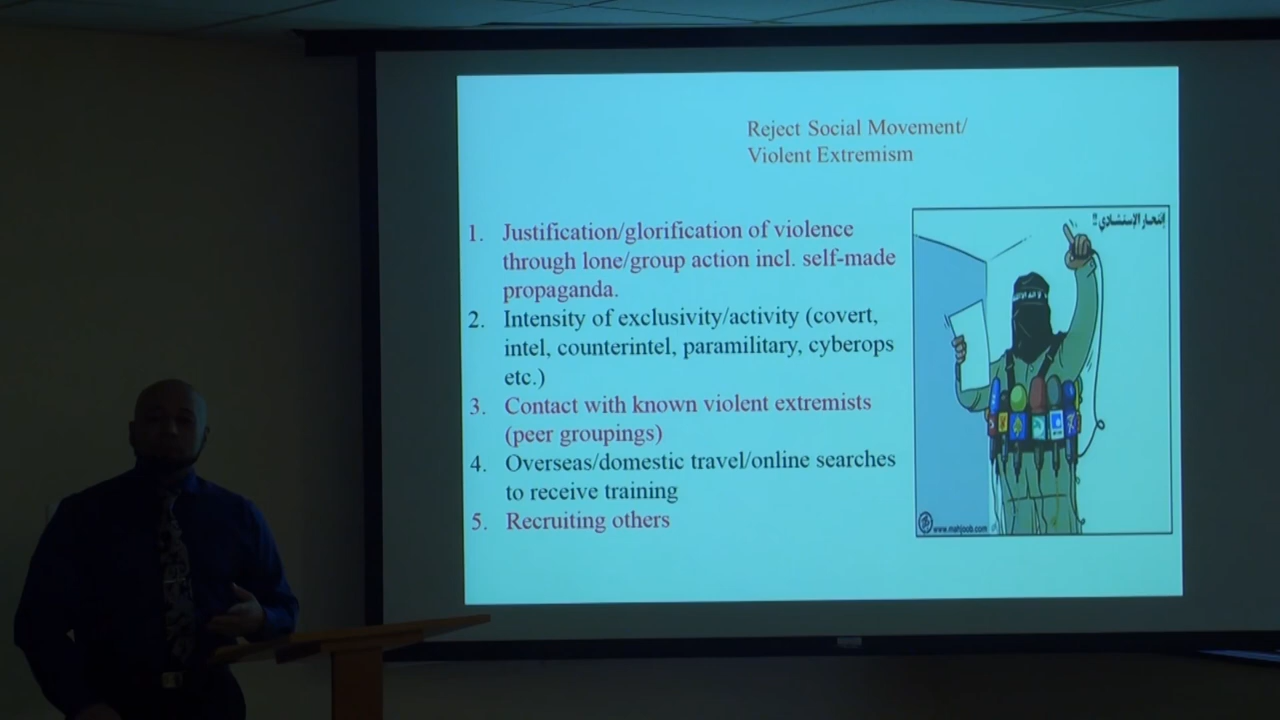 Reject Social Movement/
Violent Extremism
1. Justification/glorification of violence
through lone/group action incl. self-made
propaganda.
2. Intensity of exclusivity/activity (covert,
intel, counterintel, paramilitary, cyberops
etc.)
3. Contact with known violent extremists
(peer groupings)
4. Overseas/domestic travel/online searches
to receive training
5. Recruiting others
www.mahjoob.com